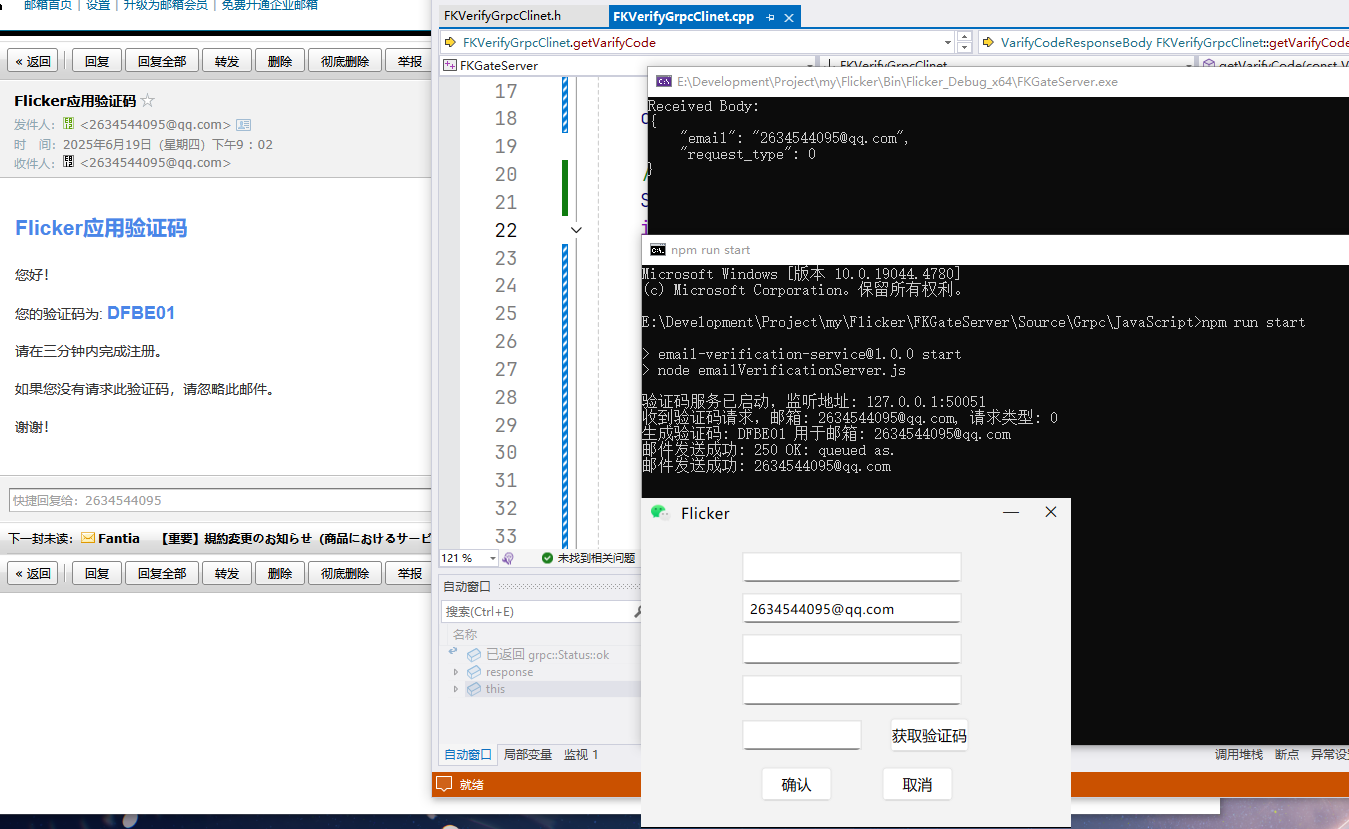 邮箱首页 | 设置 | 升级为邮箱会员 | 免费开通企业邮箱
« 返回 回复 回复全部 转发 删除 彻底删除 举报
Flicker应用验证码
发件人： <2634544095@qq.com>
时 间：2025年6月19日（星期四）下午9：02
收件人： <2634544095@qq.com>
Flicker应用验证码
您好！
您的验证码为: DFBE01
请在三分钟内完成注册。
如果您没有请求此验证码，请忽略此邮件。
谢谢！
快捷回复给：2634544095
下一封未读： Fantia 【重要】規約変更のお知らせ（商品におけるサービ
« 返回 回复 回复全部 转发 删除 彻底删除 举报
FKVerifyGrpcClinet.h FKVerifyGrpcClinet.cpp
FKVerifyGrpcClinet.getVarifyCode VarifyCodeResponseBody FKVerifyGrpcClinet::getVarifyCode
FKGateServer FKVerifyGrpcClinet getVarifyCode(const V
17
18
19
20
21
22
23
24
25
26
27
28
29
30
31
32
33
121 % 未找到相关问题
自动窗口
搜索(Ctrl+E)
名称
已返回 grpc::Status::ok
response
this
自动窗口 局部变量 监视 1
调用堆栈 断点 异常设
就绪
E:\Development\Project\my\Flicker\Bin\Flicker_Debug_x64\FKGateServer.exe
Received Body:
{
"email": "2634544095@qq.com",
"request_type": 0
}
npm run start
Microsoft Windows [版本 10.0.19044.4780]
(c) Microsoft Corporation。保留所有权利。
E:\Development\Project\my\Flicker\FKGateServer\Source\Grpc\JavaScript>npm run start
> email-verification-service@1.0.0 start
> node emailVerificationServer.js
验证码服务已启动，监听地址: 127.0.0.1:50051
收到验证码请求，邮箱: 2634544095@qq.com, 请求类型: 0
生成验证码: DFBE01 用于邮箱: 2634544095@qq.com
邮件发送成功: 250 OK: queued as.
邮件发送成功: 2634544095@qq.com
Flicker
2634544095@qq.com
获取验证码
确认 取消